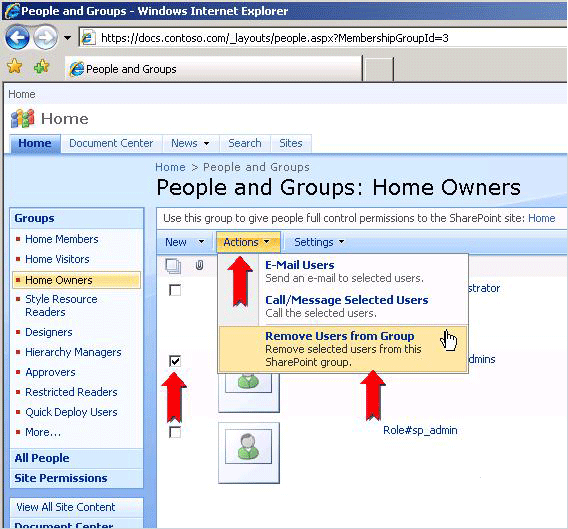 People and Groups - Windows Internet Explorer
https://docs.contoso.com/_layouts/people.aspx?MembershipGroupId=3
People and Groups
Home
Home
Home Document Center News Search Sites
Home > People and Groups
People and Groups: Home Owners
Groups
Home Members
Home Visitors
Home Owners
Style Resource
Readers
Designers
Hierarchy Managers
Approvers
Restricted Readers
Quick Deploy Users
More...
All People
Site Permissions
View All Site Content
Document Center
Use this group to give people full control permissions to the SharePoint site: Home
New Actions Settings
E-Mail Users
Send an e-mail to selected users.
Call/Message Selected Users
Call the selected users.
Remove Users from Group
Remove selected users from this
SharePoint group.
strator
dmins
Role#sp_admin